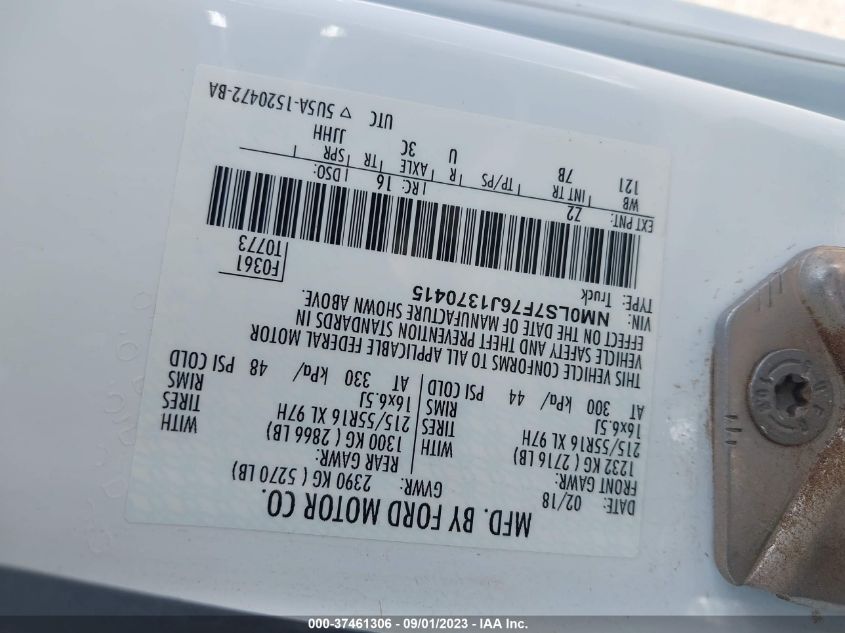 MFD. BY FORD MOTOR CO.
DATE: 02/18 GVWR: 2390 KG ( 5270 LB)
FRONT GAWR: REAR GAWR:
1232 KG ( 2716 LB) WITH 1300 KG ( 2866 LB) WITH
215/55R16 XL 97H TIRES 215/55R16 XL 97H TIRES
16x6.5J RIMS 16x6.5J RIMS
AT 300 kPa/ 44 PSI COLD AT 330 kPa/ 48 PSI COLD
THIS VEHICLE CONFORMS TO ALL APPLICABLE FEDERAL MOTOR
VEHICLE SAFETY AND THEFT PREVENTION STANDARDS IN
EFFECT ON THE DATE OF MANUFACTURE SHOWN ABOVE.
VIN: NM0LS7F76J1370415
TYPE: Truck
F0361
T0773
EXT PNT: Z2 RC: 16 DSO:
WB INT TR TP/PS R AXLE TR SPR
121 7B U 3C JJHH
UTC ▽ 5U5A-1520472-BA
000-37461306 - 09/01/2023 - IAA Inc.